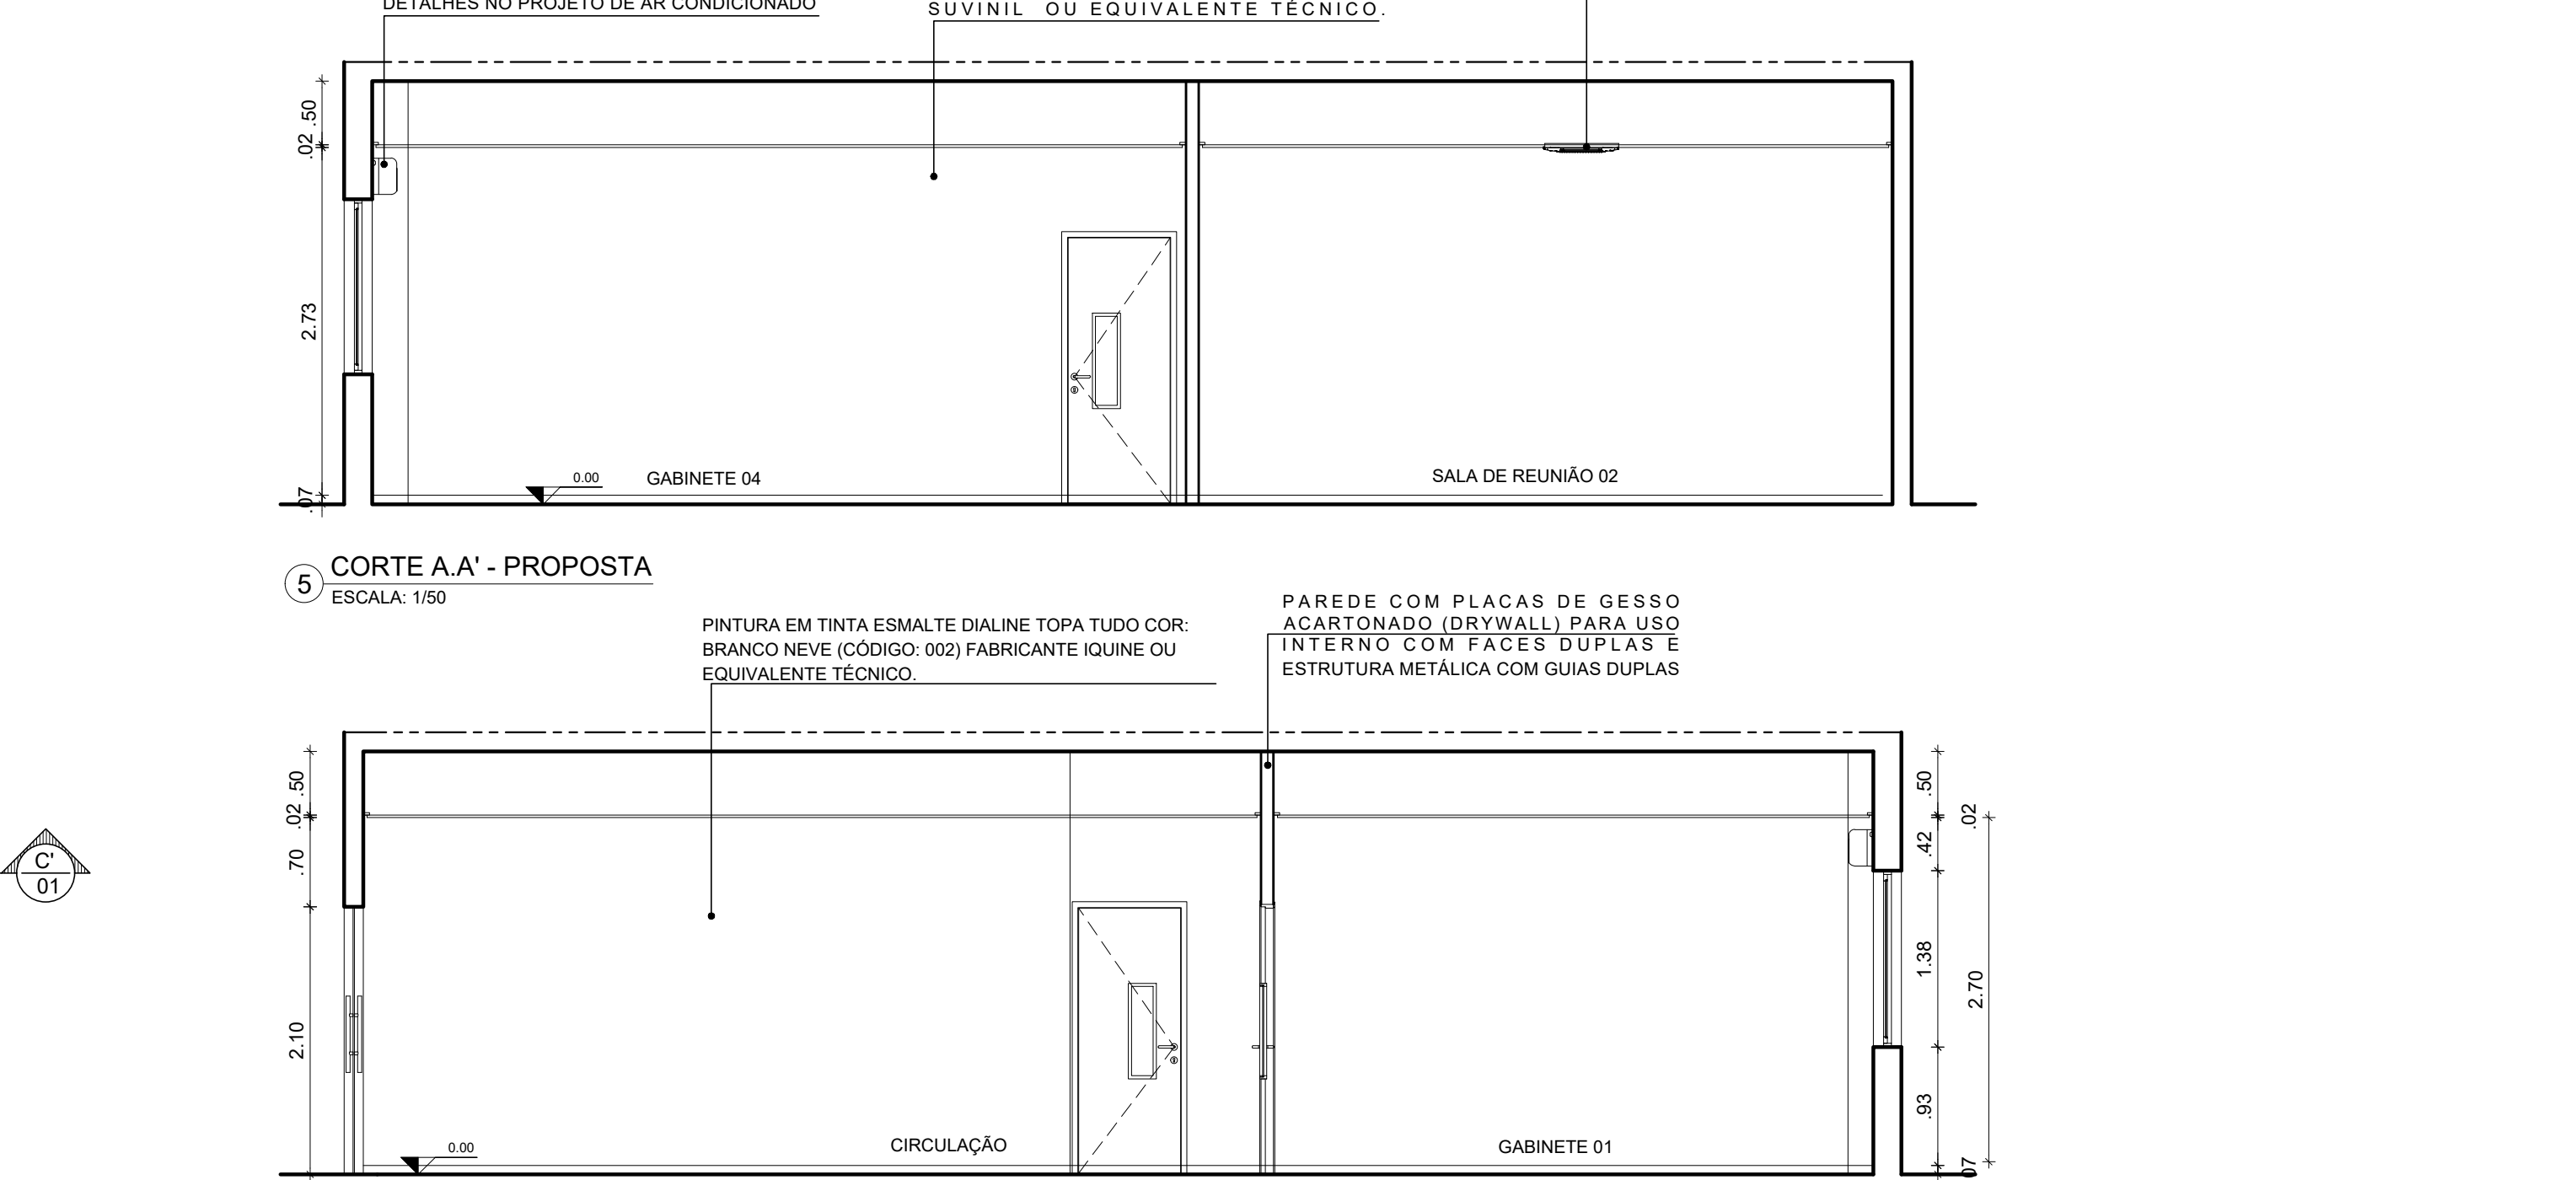 DETALHES NO PROJETO DE AR CONDICIONADO
SUVINIL OU EQUIVALENTE TÉCNICO.
.50
.02
2.73
.07
0.00
GABINETE 04
SALA DE REUNIÃO 02
5
CORTE A.A' - PROPOSTA
ESCALA: 1/50
PINTURA EM TINTA ESMALTE DIALINE TOPA TUDO COR:
BRANCO NEVE (CÓDIGO: 002) FABRICANTE IQUINE OU
EQUIVALENTE TÉCNICO.
PAREDE COM PLACAS DE GESSO
ACARTONADO (DRYWALL) PARA USO
INTERNO COM FACES DUPLAS E
ESTRUTURA METÁLICA COM GUIAS DUPLAS
.50
.02
.70
2.10
C'
01
0.00
CIRCULAÇÃO
GABINETE 01
.50
.42
1.38
.93
.02
2.70
.07